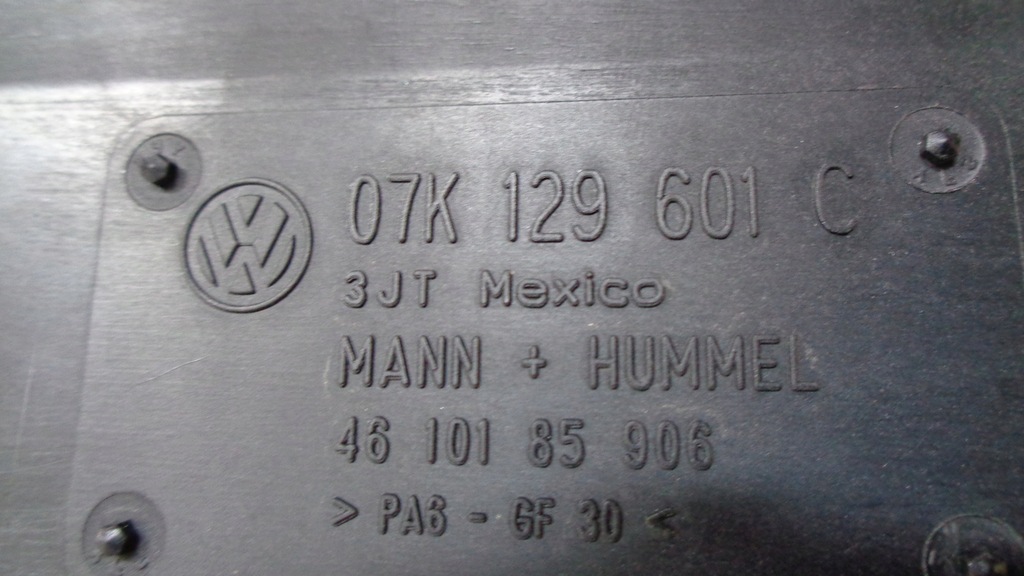 07K 129 601 C
3JT Mexico
MANN + HUMMEL
46 101 85 906
> PA6 - GF 30 <